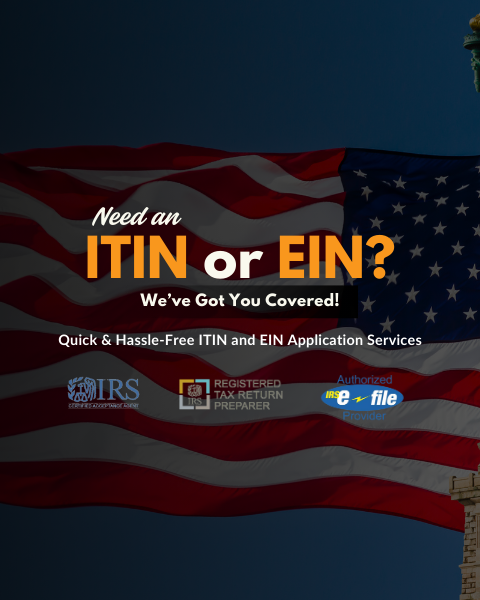 Need an
ITIN or EIN?
We've Got You Covered!
Quick & Hassle-Free ITIN and EIN Application Services
IRS
CERTIFIED ACCEPTANCE AGENT
IRS
REGISTERED
TAX RETURN
PREPARER
Authorized
IRS e file
Provider